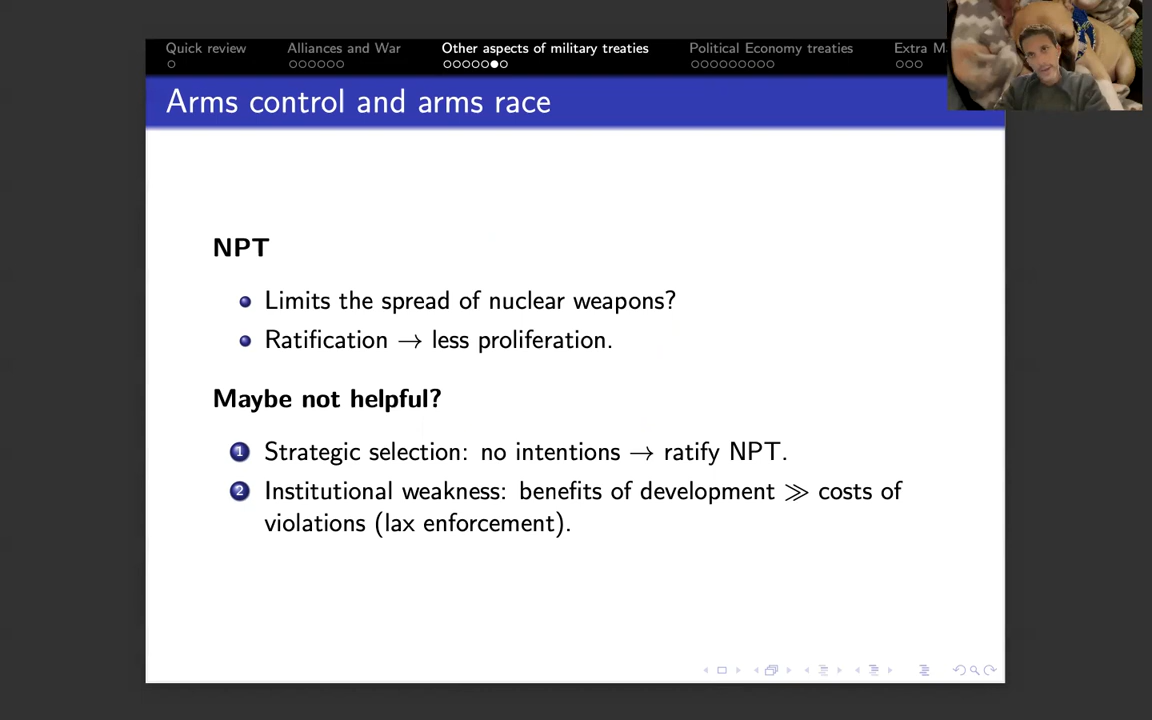 Quick review Alliances and War Other aspects of military treaties Political Economy treaties Extra M
Arms control and arms race
NPT
Limits the spread of nuclear weapons?
Ratification → less proliferation.
Maybe not helpful?
1 Strategic selection: no intentions → ratify NPT.
2 Institutional weakness: benefits of development ≫ costs of
violations (lax enforcement).